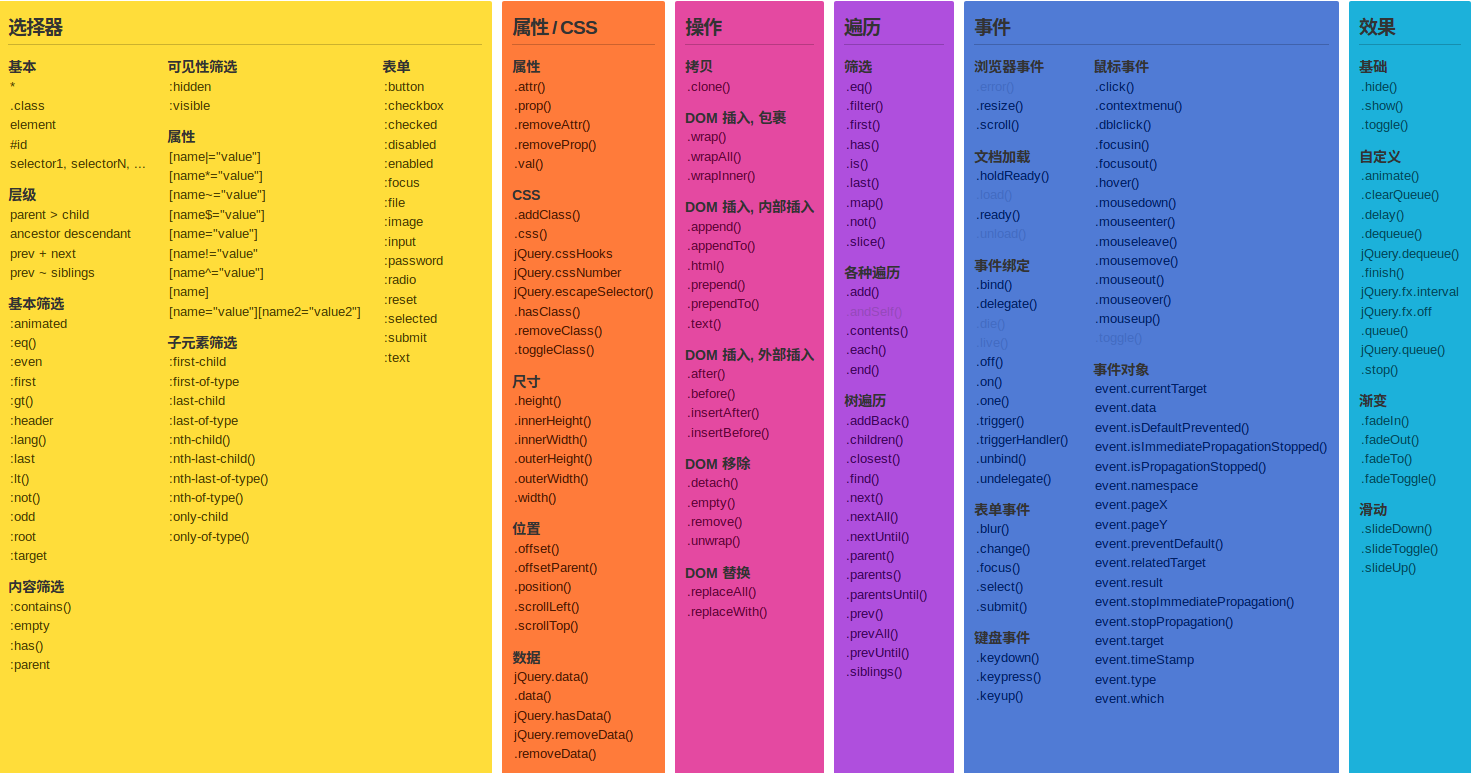 选择器
基本
*
.class
element
#id
selector1, selectorN, ...
层级
parent > child
ancestor descendant
prev + next
prev ~ siblings
基本筛选
:animated
:eq()
:even
:first
:gt()
:header
:lang()
:last
:lt()
:not()
:odd
:root
:target
内容筛选
:contains()
:empty
:has()
:parent
可见性筛选
:hidden
:visible
属性
[name|="value"]
[name*="value"]
[name~="value"]
[name$="value"]
[name="value"]
[name!="value"
[name^="value"]
[name]
[name="value"][name2="value2"]
子元素筛选
:first-child
:first-of-type
:last-child
:last-of-type
:nth-child()
:nth-last-child()
:nth-last-of-type()
:nth-of-type()
:only-child
:only-of-type()
表单
:button
:checkbox
:checked
:disabled
:enabled
:focus
:file
:image
:input
:password
:radio
:reset
:selected
:submit
:text
属性 / CSS
属性
.attr()
.prop()
.removeAttr()
.removeProp()
.val()
CSS
.addClass()
.css()
jQuery.cssHooks
jQuery.cssNumber
jQuery.escapeSelector()
.hasClass()
.removeClass()
.toggleClass()
尺寸
.height()
.innerHeight()
.innerWidth()
.outerHeight()
.outerWidth()
.width()
位置
.offset()
.offsetParent()
.position()
.scrollLeft()
.scrollTop()
数据
jQuery.data()
.data()
jQuery.hasData()
jQuery.removeData()
.removeData()
操作
拷贝
.clone()
DOM 插入, 包裹
.wrap()
.wrapAll()
.wrapInner()
DOM 插入, 内部插入
.append()
.appendTo()
.html()
.prepend()
.prependTo()
.text()
DOM 插入, 外部插入
.after()
.before()
.insertAfter()
.insertBefore()
DOM 移除
.detach()
.empty()
.remove()
.unwrap()
DOM 替换
.replaceAll()
.replaceWith()
遍历
筛选
.eq()
.filter()
.first()
.has()
.is()
.last()
.map()
.not()
.slice()
各种遍历
.add()
.andSelf()
.contents()
.each()
.end()
树遍历
.addBack()
.children()
.closest()
.find()
.next()
.nextAll()
.nextUntil()
.parent()
.parents()
.parentsUntil()
.prev()
.prevAll()
.prevUntil()
.siblings()
事件
浏览器事件
.error()
.resize()
.scroll()
文档加载
.holdReady()
.load()
.ready()
.unload()
事件绑定
.bind()
.delegate()
.die()
.live()
.off()
.on()
.one()
.trigger()
.triggerHandler()
.unbind()
.undelegate()
表单事件
.blur()
.change()
.focus()
.select()
.submit()
键盘事件
.keydown()
.keypress()
.keyup()
鼠标事件
.click()
.contextmenu()
.dblclick()
.focusin()
.focusout()
.hover()
.mousedown()
.mouseenter()
.mouseleave()
.mousemove()
.mouseout()
.mouseover()
.mouseup()
.toggle()
事件对象
event.currentTarget
event.data
event.isDefaultPrevented()
event.isImmediatePropagationStopped()
event.isPropagationStopped()
event.namespace
event.pageX
event.pageY
event.preventDefault()
event.relatedTarget
event.result
event.stopImmediatePropagation()
event.stopPropagation()
event.target
event.timeStamp
event.type
event.which
效果
基础
.hide()
.show()
.toggle()
自定义
.animate()
.clearQueue()
.delay()
.dequeue()
jQuery.dequeue()
.finish()
jQuery.fx.interval
jQuery.fx.off
.queue()
jQuery.queue()
.stop()
渐变
.fadeIn()
.fadeOut()
.fadeTo()
.fadeToggle()
滑动
.slideDown()
.slideToggle()
.slideUp()